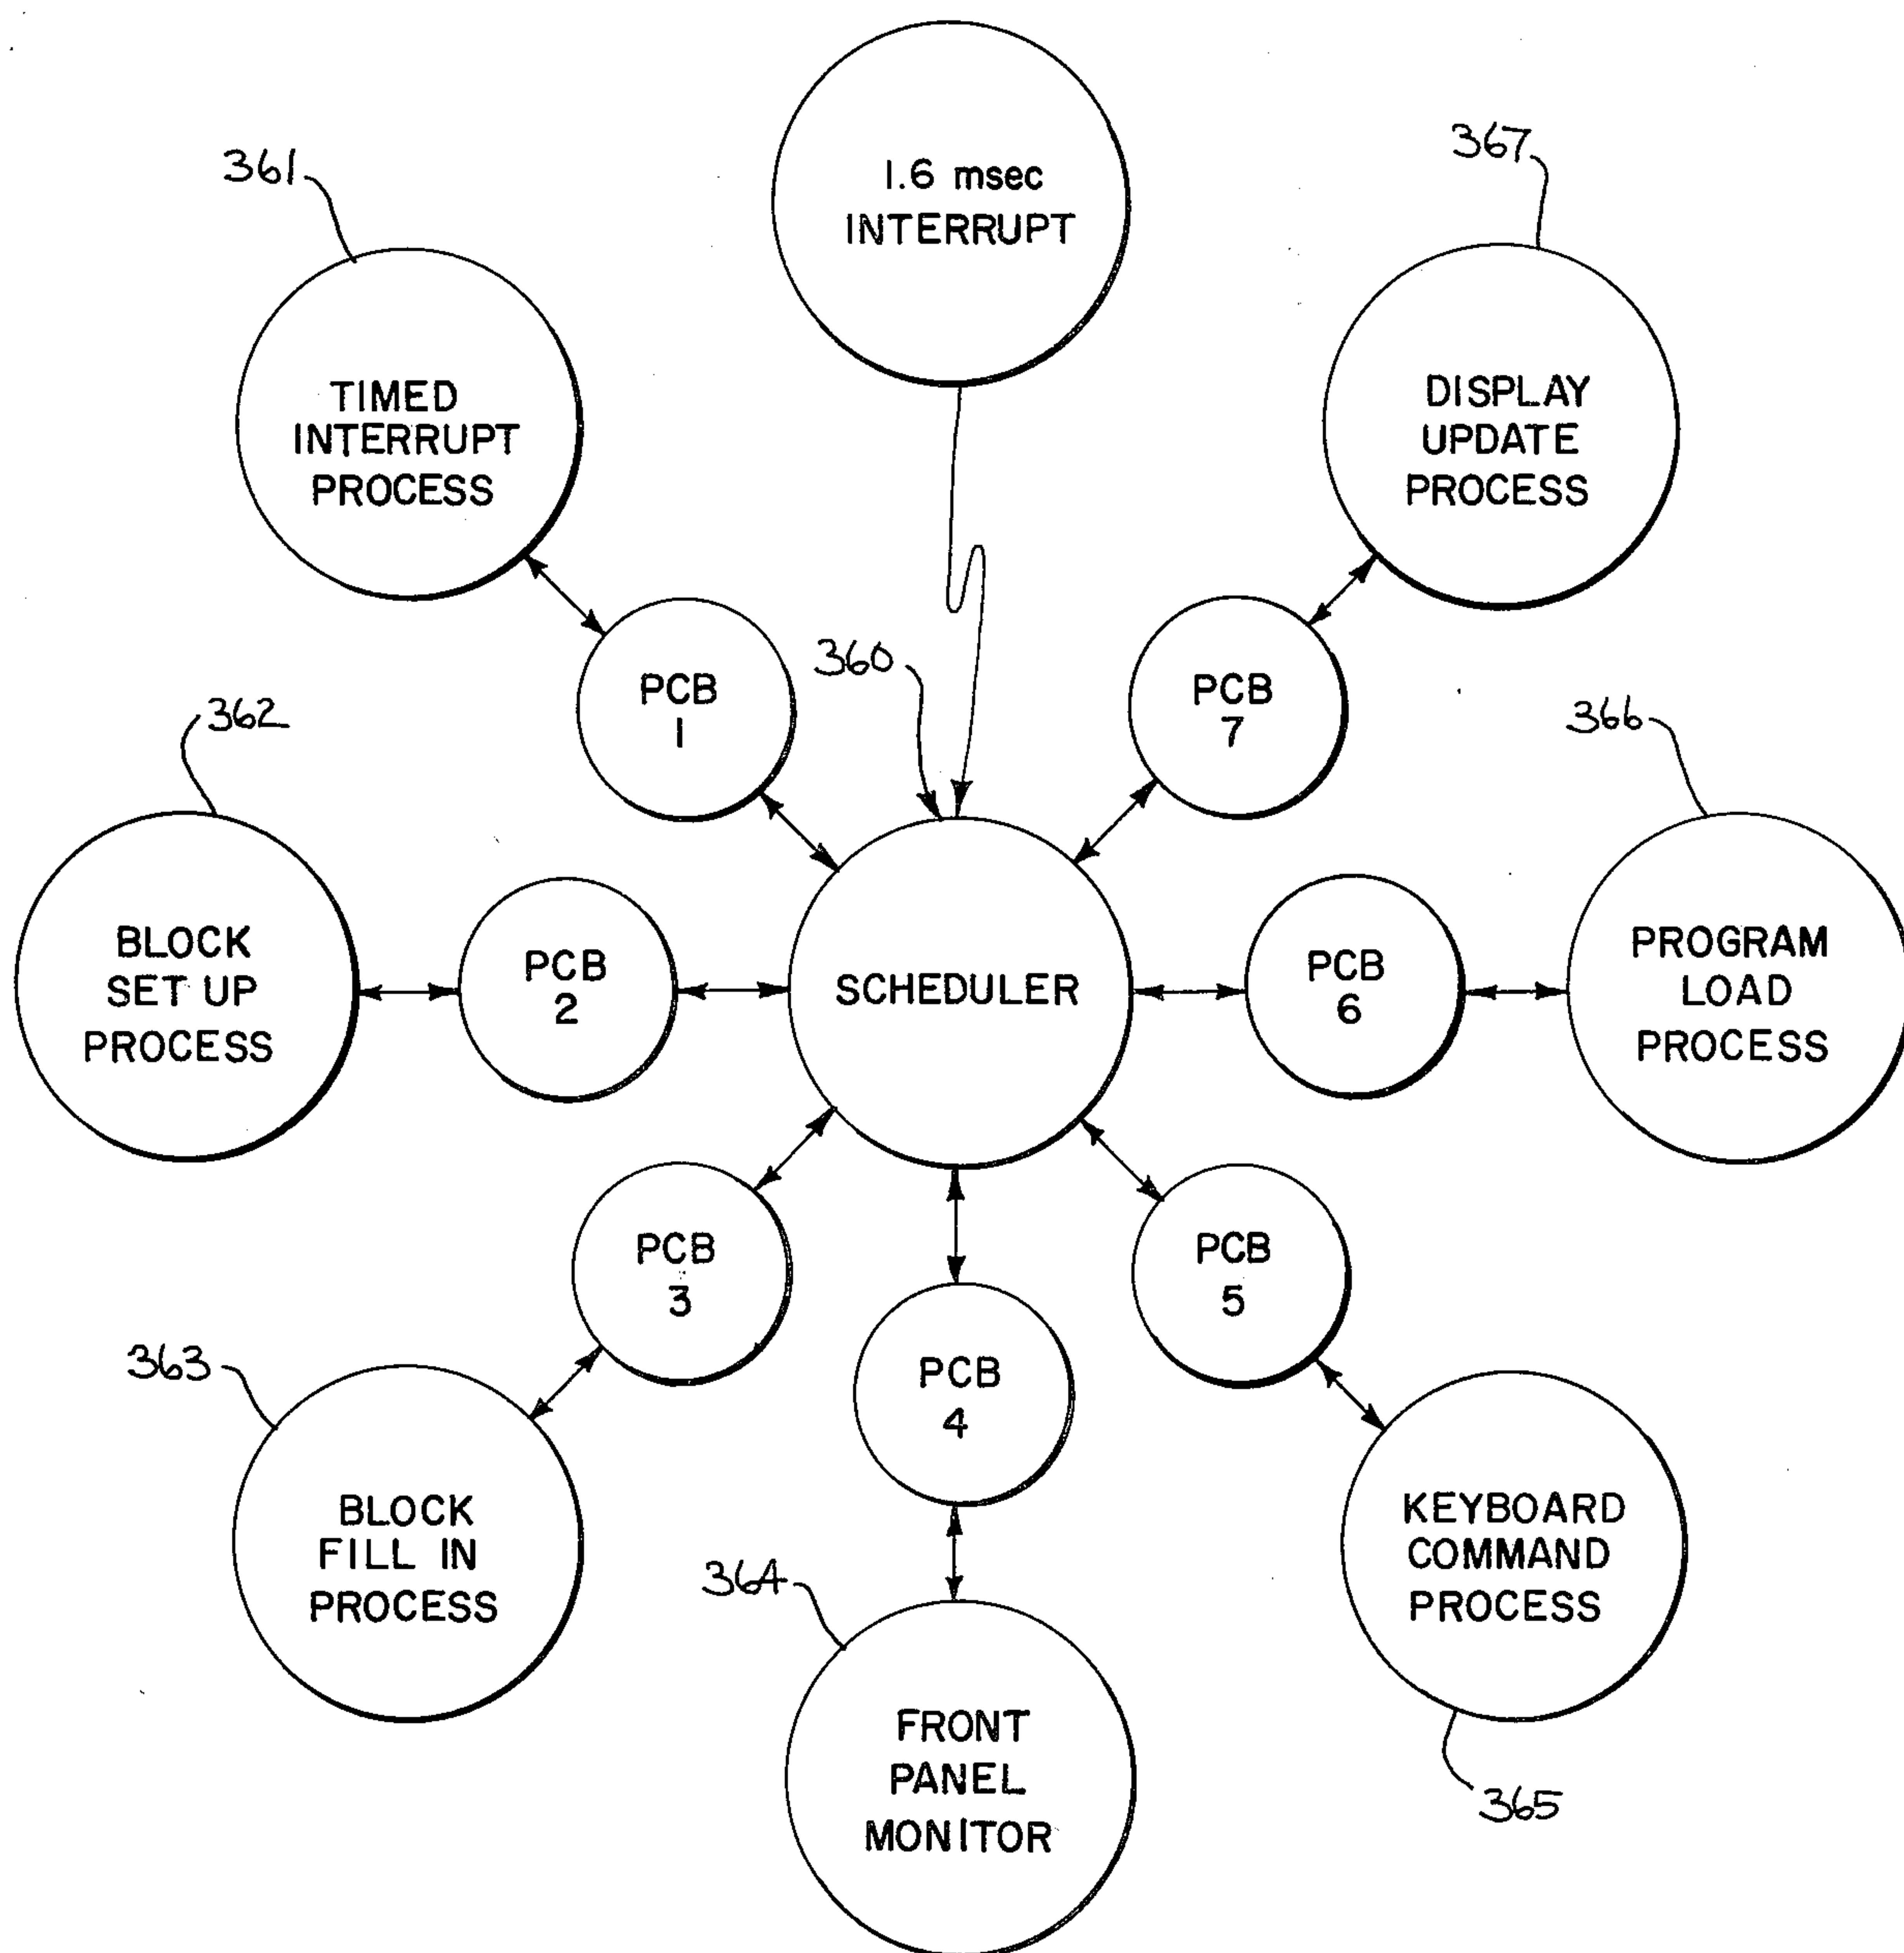 1.6 msec
INTERRUPT
361
367
TIMED
INTERRUPT
PROCESS
DISPLAY
UPDATE
PROCESS
362
PCB
1
360
PCB
7
366
BLOCK
SET UP
PROCESS
PCB
2
SCHEDULER
PCB
6
PROGRAM
LOAD
PROCESS
PCB
3
PCB
5
363
PCB
4
BLOCK
FILL IN
PROCESS
364
KEYBOARD
COMMAND
PROCESS
FRONT
PANEL
MONITOR
365